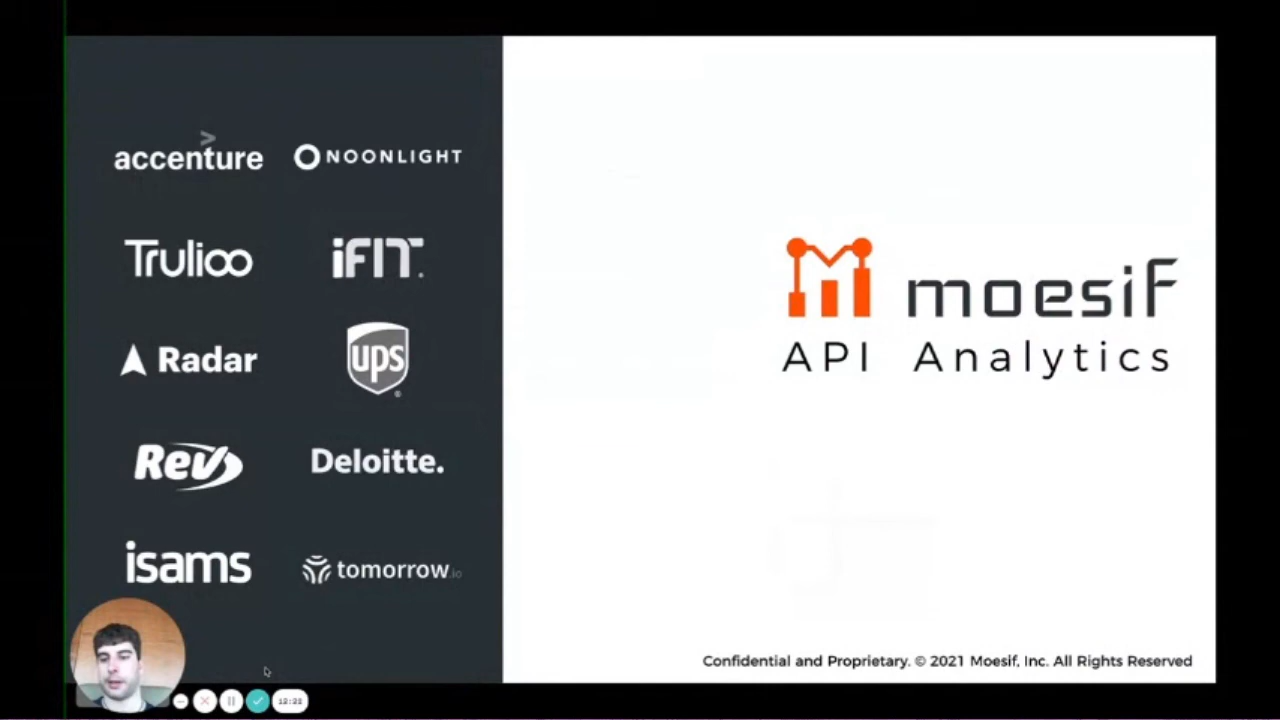 accenture
NOONLIGHT
Trulioo
iFIT.
Radar
ups
Rev
Deloitte.
isams
tomorrow.io
moesif
API Analytics
Confidential and Proprietary. © 2021 Moesif, Inc. All Rights Reserved